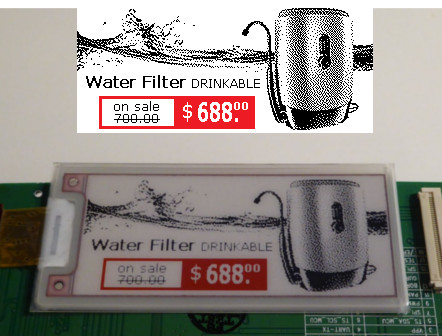 Water Filter DRINKABLE
on sale
700.00
$688.00
Water Filter DRINKABLE
on sale
700.00
$688.00